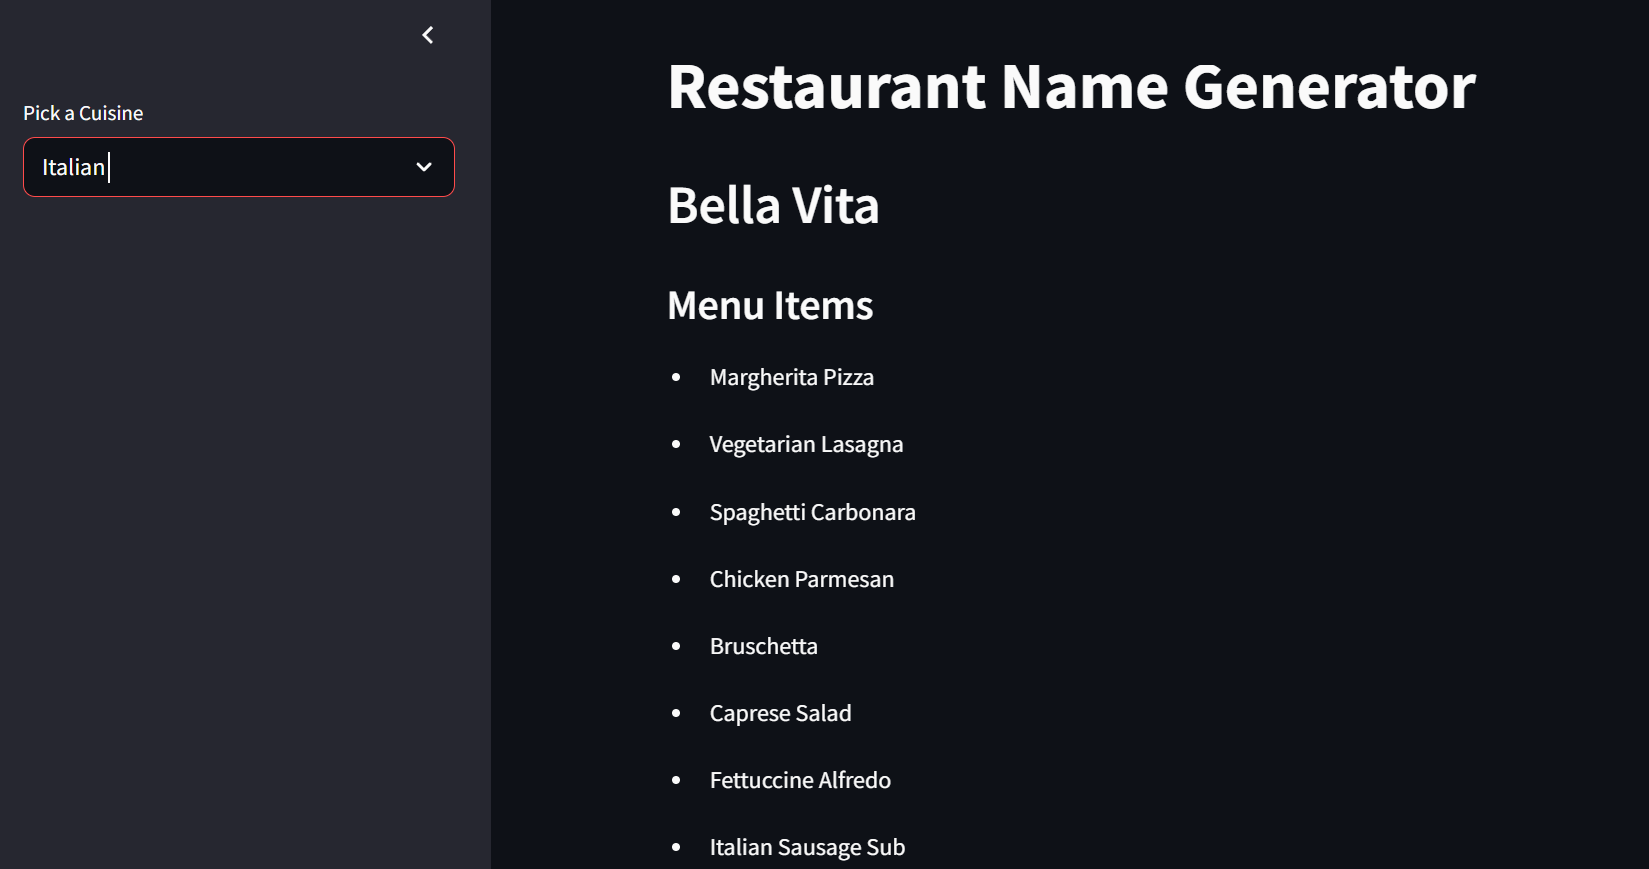 Pick a Cuisine
Italian
Restaurant Name Generator
Bella Vita
Menu Items
Margherita Pizza
Vegetarian Lasagna
Spaghetti Carbonara
Chicken Parmesan
Bruschetta
Caprese Salad
Fettuccine Alfredo
Italian Sausage Sub